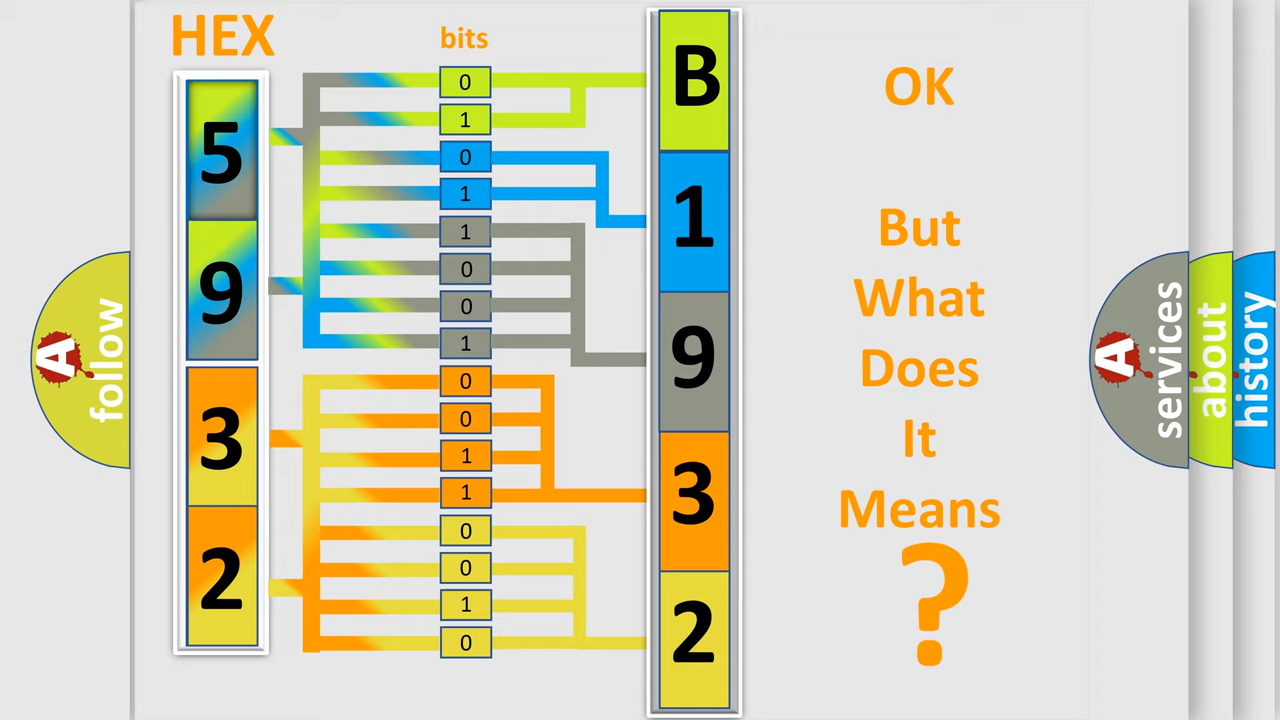 HEX
5
9
3
2
bits
0
1
0
1
1
0
0
1
0
0
1
1
0
0
1
0
B
1
9
3
2
OK
But
What
Does
It
Means
?
A
follow
A
services
about
history